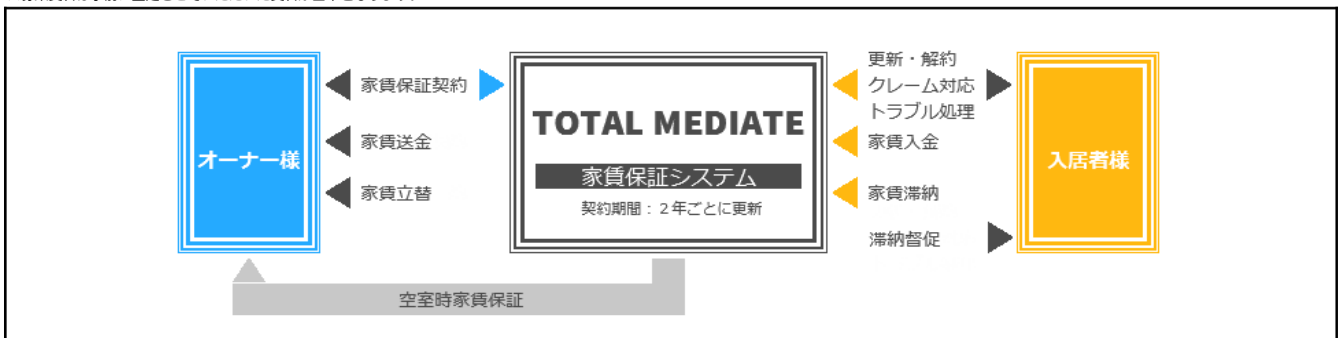 オーナー様
家賃保証契約
家賃送金
家賃立替
TOTAL MEDIATE
家賃保証システム
契約期間：２年ごとに更新
更新・解約
クレーム対応
トラブル処理
家賃入金
家賃滞納
滞納督促
入居者様
空室時家賃保証